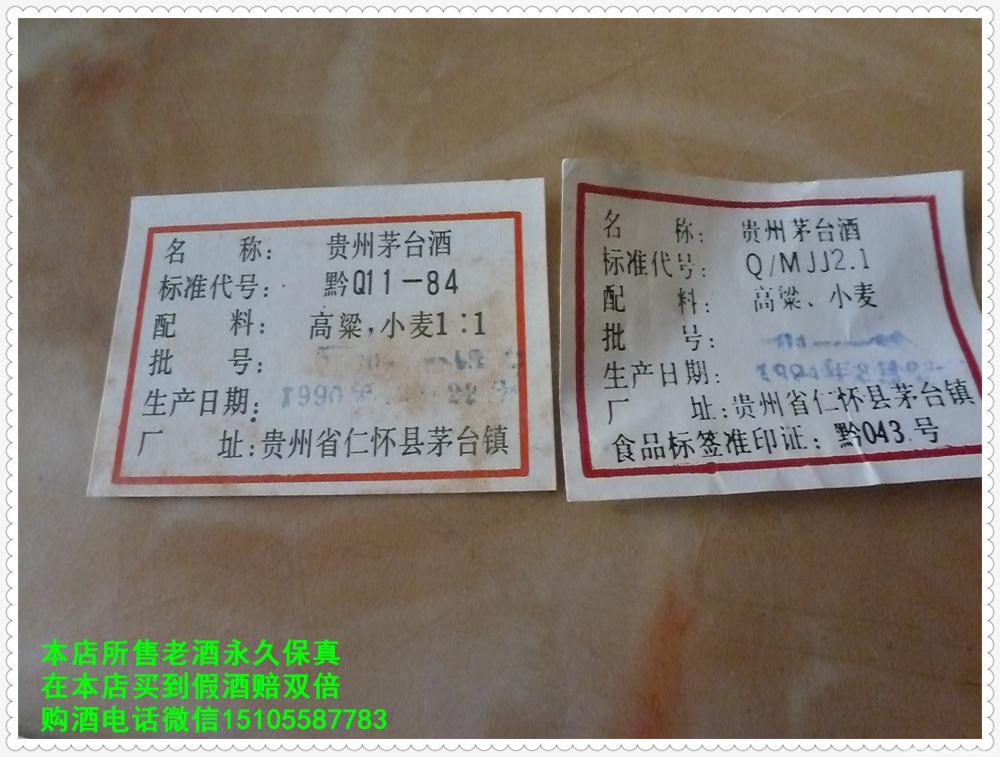 名 称： 贵州茅台酒
标准代号： 黔Q11－84
配 料： 高粱，小麦1：1
批 号：
生产日期：
厂 址：贵州省仁怀县茅台镇
名 称： 贵州茅台酒
标准代号： Q/MJJ2.1
配 料： 高粱、小麦
批 号：
生产日期：
厂 址：贵州省仁怀县茅台镇
食品标签准印证：黔043号
本店所售老酒永久保真
在本店买到假酒赔双倍
购酒电话微信15105587783